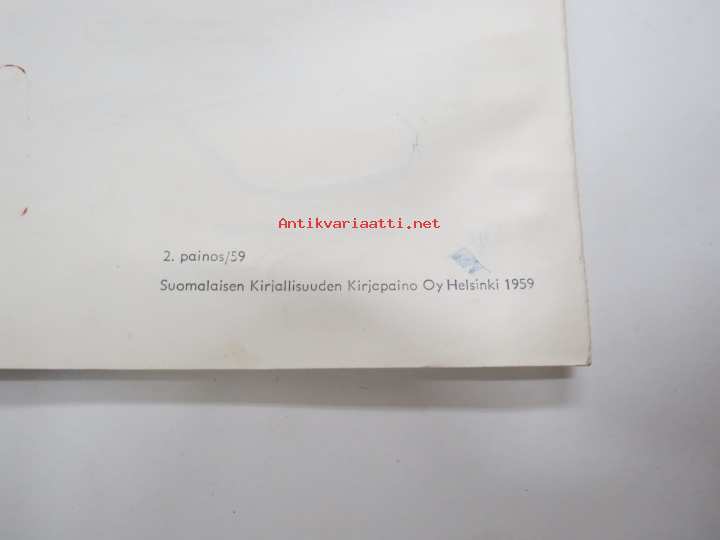 Antikvariaatti.net
2. painos/59
Suomalaisen Kirjallisuuden Kirjapaino Oy Helsinki 1959